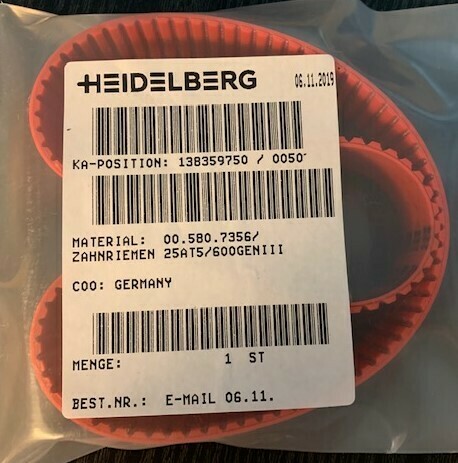 HEIDELBERG
06.11.2019
KA-POSITION: 138359750 / 0050
MATERIAL: 00.580.7356/
ZAHNRIEMEN 25AT5/600GENIII
COO: GERMANY
MENGE: 1 ST
BEST.NR.: E-MAIL 06.11.